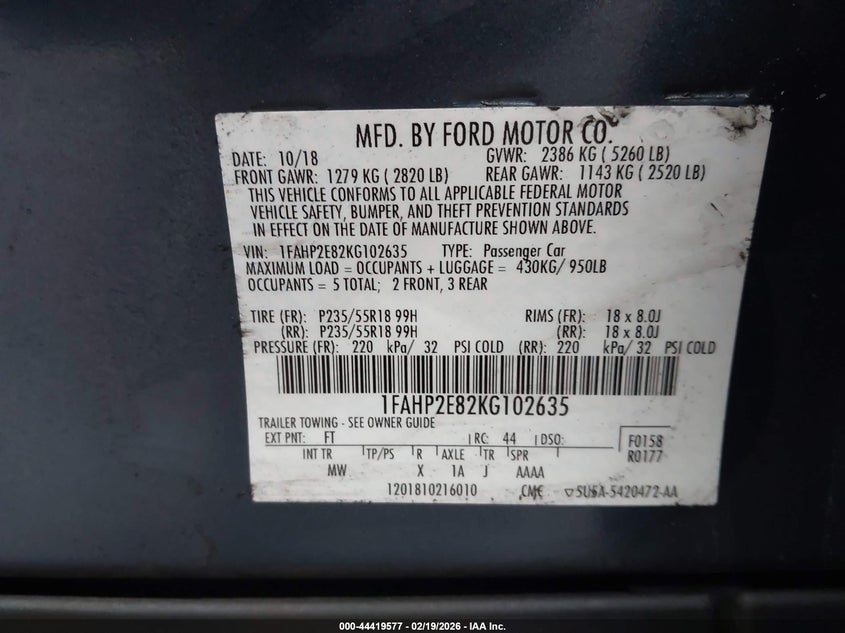 MFD. BY FORD MOTOR CO.
DATE: 10/18 GVWR: 2386 KG ( 5260 LB)
FRONT GAWR: 1279 KG ( 2820 LB) REAR GAWR: 1143 KG ( 2520 LB)
THIS VEHICLE CONFORMS TO ALL APPLICABLE FEDERAL MOTOR
VEHICLE SAFETY, BUMPER, AND THEFT PREVENTION STANDARDS
IN EFFECT ON THE DATE OF MANUFACTURE SHOWN ABOVE.
VIN: 1FAHP2E82KG102635 TYPE: Passenger Car
MAXIMUM LOAD = OCCUPANTS + LUGGAGE = 430KG/ 950LB
OCCUPANTS = 5 TOTAL; 2 FRONT, 3 REAR
TIRE (FR): P235/55R18 99H RIMS (FR): 18 x 8.0J
(RR): P235/55R18 99H (RR): 18 x 8.0J
PRESSURE (FR): 220 kPa/ 32 PSI COLD (RR): 220 kPa/ 32 PSI COLD
1FAHP2E82KG102635
TRAILER TOWING - SEE OWNER GUIDE
EXT PNT: FT RC: 44 DSO: F0158
INT TR TP/PS R AXLE TR SPR R0177
MW X 1A J AAAA
1201810216010 5U5A-5420472-AA
000-44419577 - 02/19/2026 - IAA Inc.